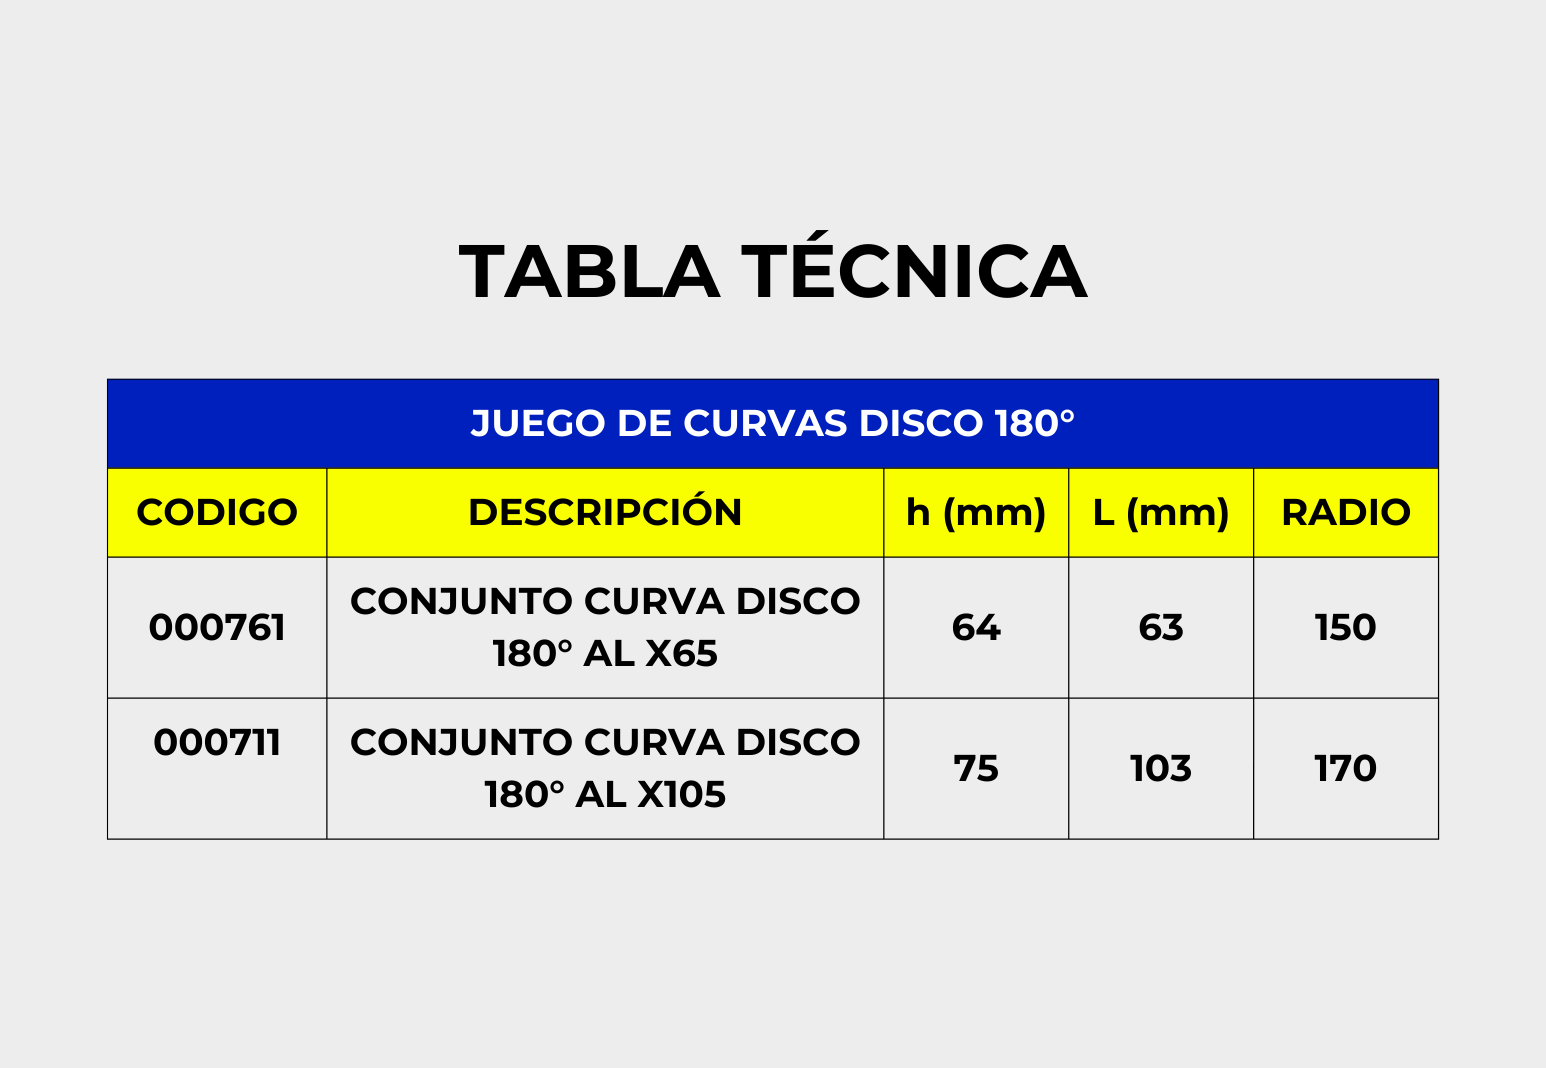 TABLA TÉCNICA
JUEGO DE CURVAS DISCO 180°
CODIGO DESCRIPCIÓN h (mm) L (mm) RADIO
CONJUNTO CURVA DISCO
000761 64 63 150
180° AL X65
000711 CONJUNTO CURVA DISCO
75 103 170
180° AL X105